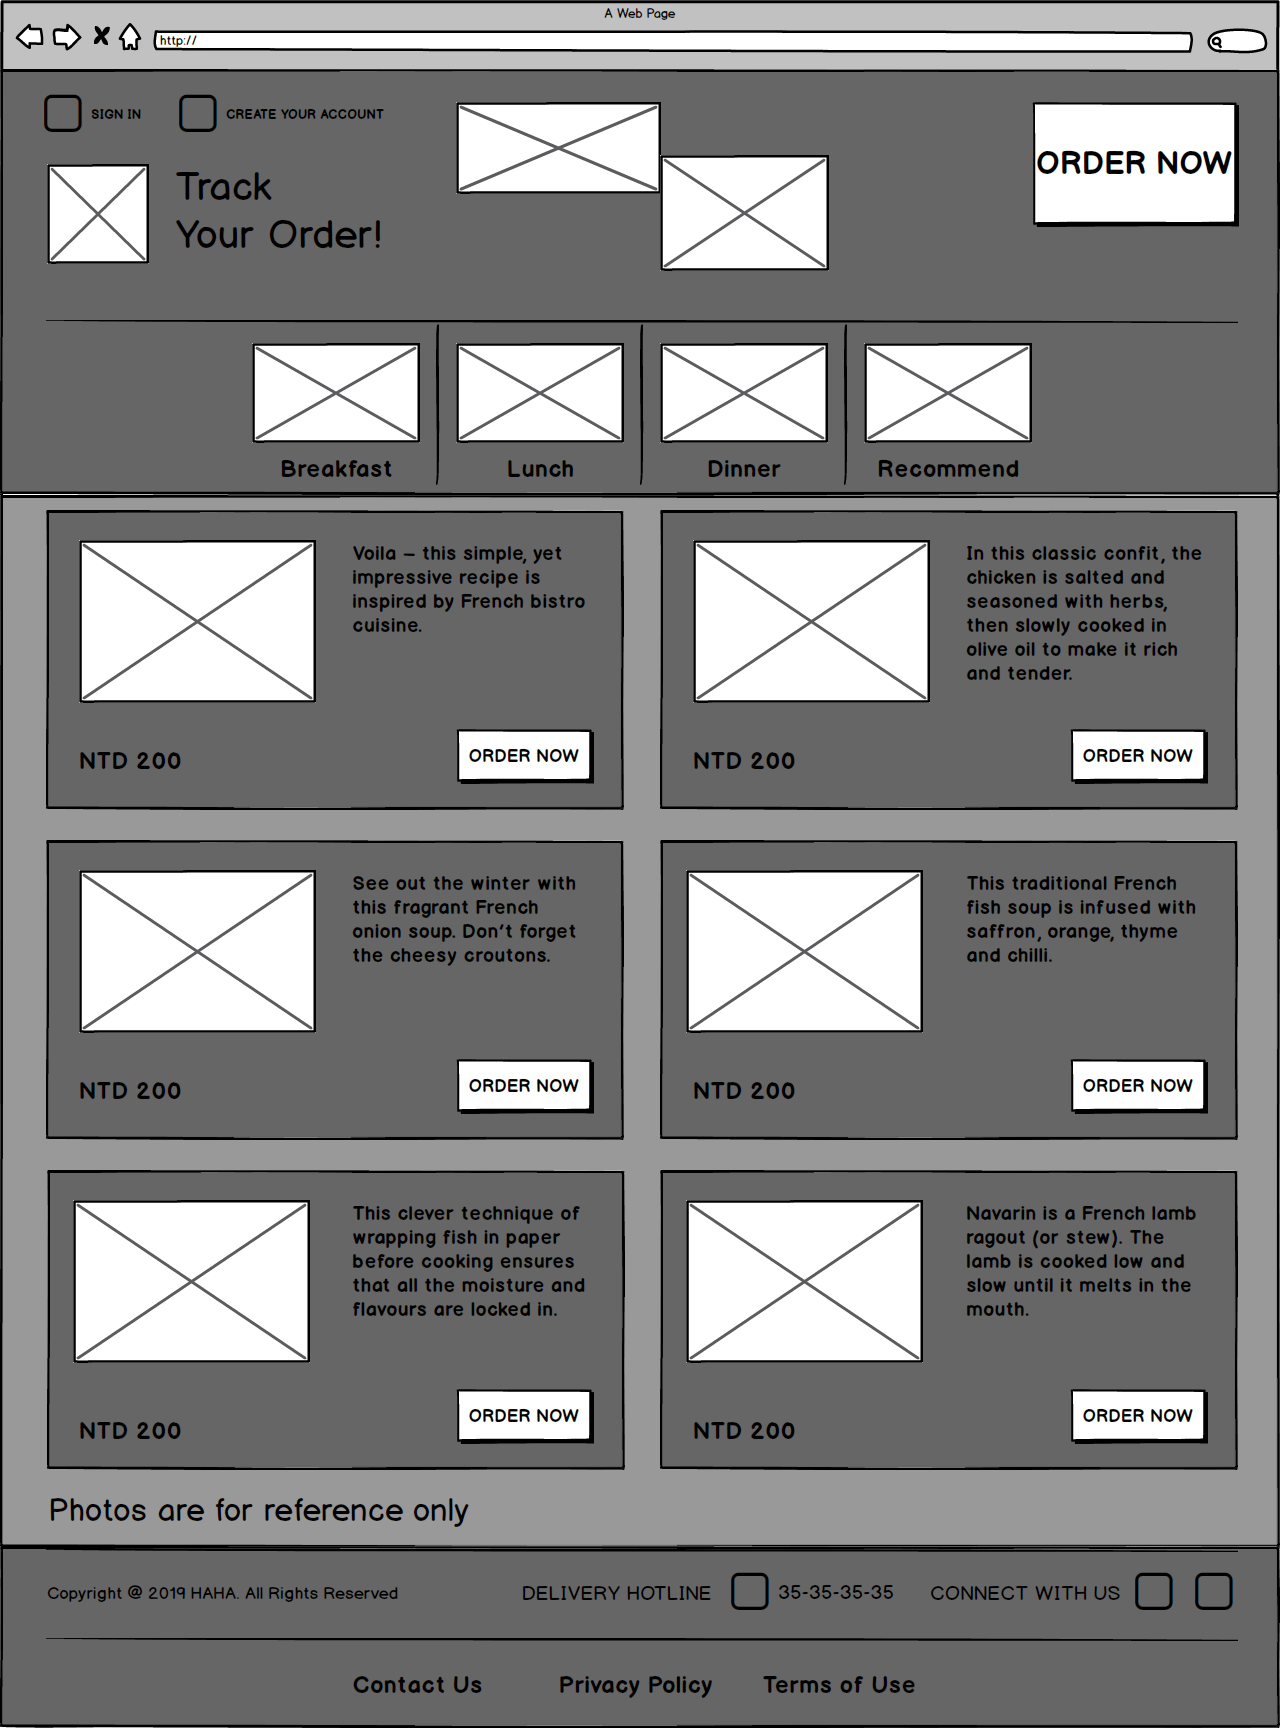 A Web Page
http://
SIGN IN
CREATE YOUR ACCOUNT
Track
Your Order!
ORDER NOW
Breakfast
Lunch
Dinner
Recommend
Voila – this simple, yet
impressive recipe is
inspired by French bistro
cuisine.
NTD 200
ORDER NOW
In this classic confit, the
chicken is salted and
seasoned with herbs,
then slowly cooked in
olive oil to make it rich
and tender.
NTD 200
ORDER NOW
See out the winter with
this fragrant French
onion soup. Don't forget
the cheesy croutons.
NTD 200
ORDER NOW
This traditional French
fish soup is infused with
saffron, orange, thyme
and chilli.
NTD 200
ORDER NOW
This clever technique of
wrapping fish in paper
before cooking ensures
that all the moisture and
flavours are locked in.
NTD 200
ORDER NOW
Navarin is a French lamb
ragout (or stew). The
lamb is cooked low and
slow until it melts in the
mouth.
NTD 200
ORDER NOW
Photos are for reference only
Copyright @ 2019 HAHA. All Rights Reserved
DELIVERY HOTLINE
35-35-35-35
CONNECT WITH US
Contact Us
Privacy Policy
Terms of Use